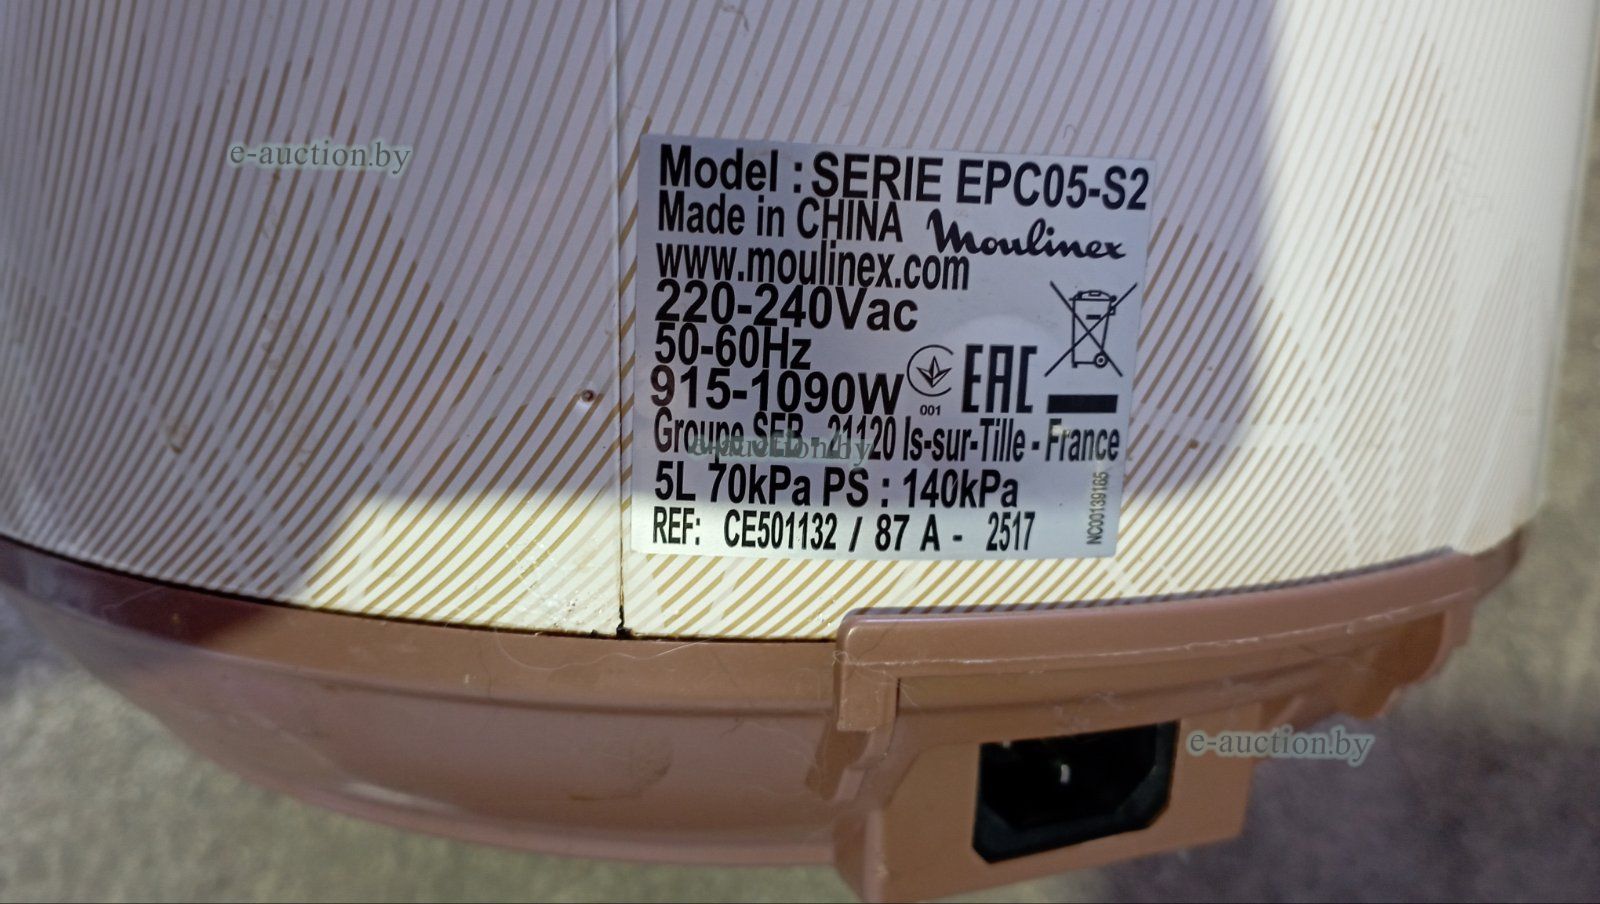 e-auction.by
Model : SERIE EPC05-S2
Made in CHINA Moulinex
www.moulinex.com
220-240Vac
50-60Hz
915-1090W 001 EAC
Groupe SEB - 21120 Is-sur-Tille - France
e-auction.by
5L 70kPa PS : 140kPa
REF: CE501132 / 87 A - 2517
NC00139165
e-auction.by